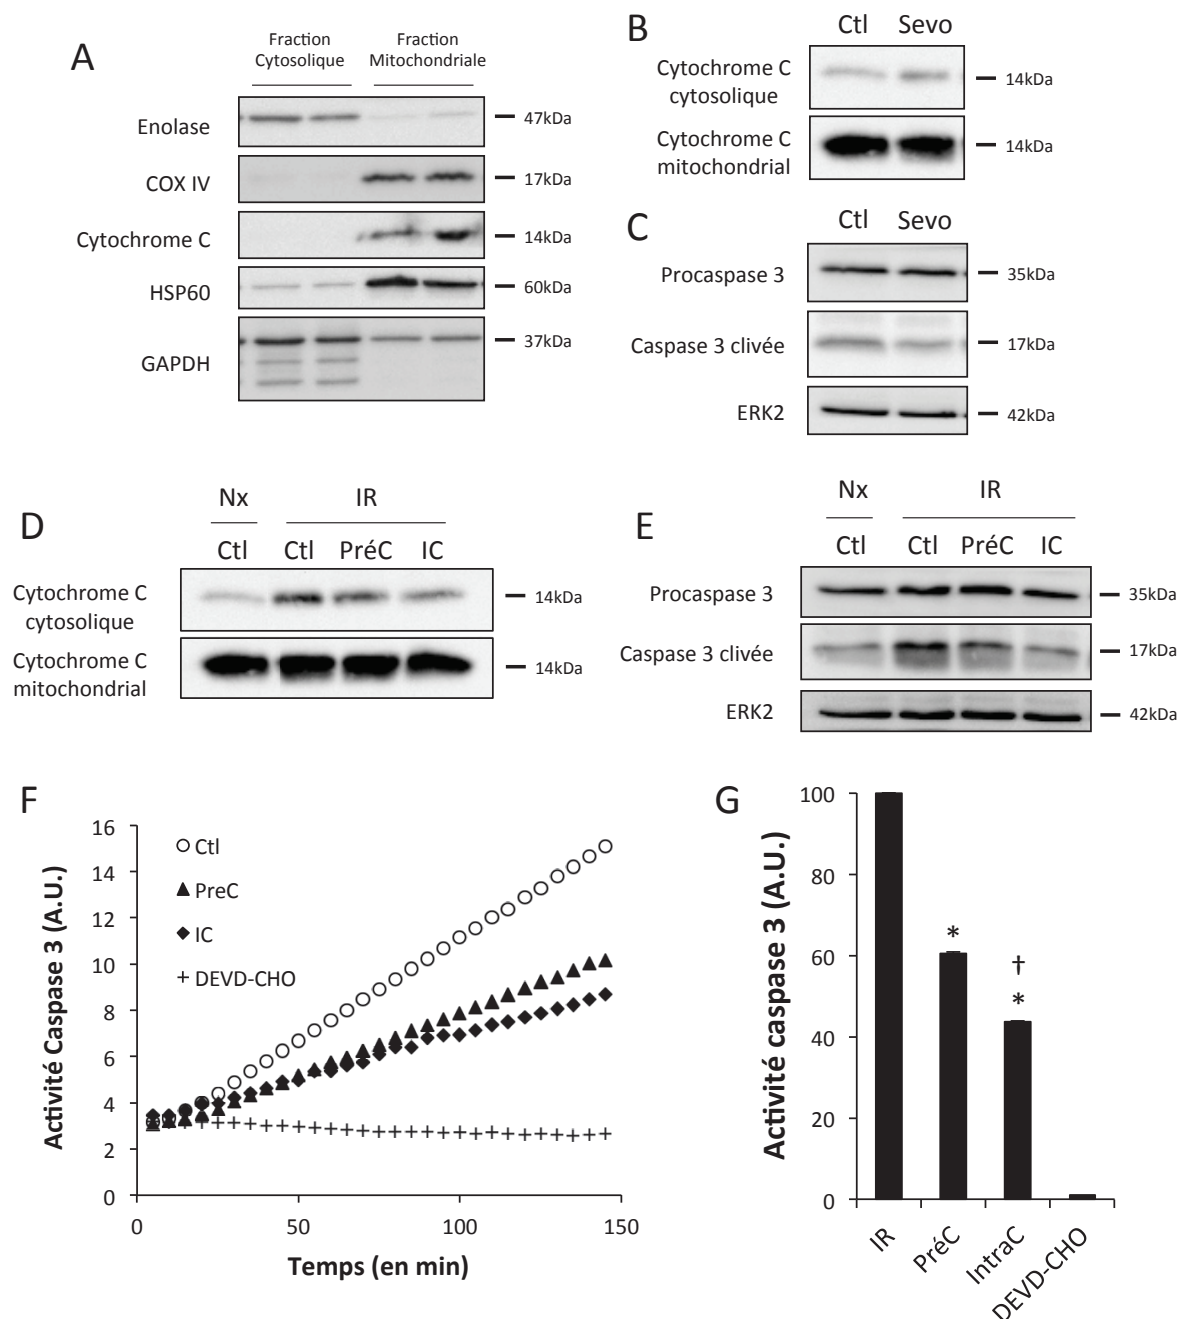 A
Fraction
Cytosolique
Fraction
Mitochondriale
Enolase
47kDa
COX IV
17kDa
Cytochrome C
14kDa
HSP60
60kDa
GAPDH
37kDa
B
Ctl Sevo
Cytochrome C
cytosolique
14kDa
Cytochrome C
mitochondrial
14kDa
C
Ctl Sevo
Procaspase 3
35kDa
Caspase 3 clivée
17kDa
ERK2
42kDa
D
Nx IR
Ctl Ctl PréC IC
Cytochrome C
cytosolique
14kDa
Cytochrome C
mitochondrial
14kDa
E
Nx IR
Ctl Ctl PréC IC
Procaspase 3
35kDa
Caspase 3 clivée
17kDa
ERK2
42kDa
F
Activité Caspase 3 (A.U.)
16
14
12
10
8
6
4
2
0
Ctl
PreC
IC
DEVD-CHO
0 50 100 150
Temps (en min)
G
Activité caspase 3 (A.U.)
100
80
60
40
20
0
*
†
*
IR
PréC
IntraC
DEVD-CHO